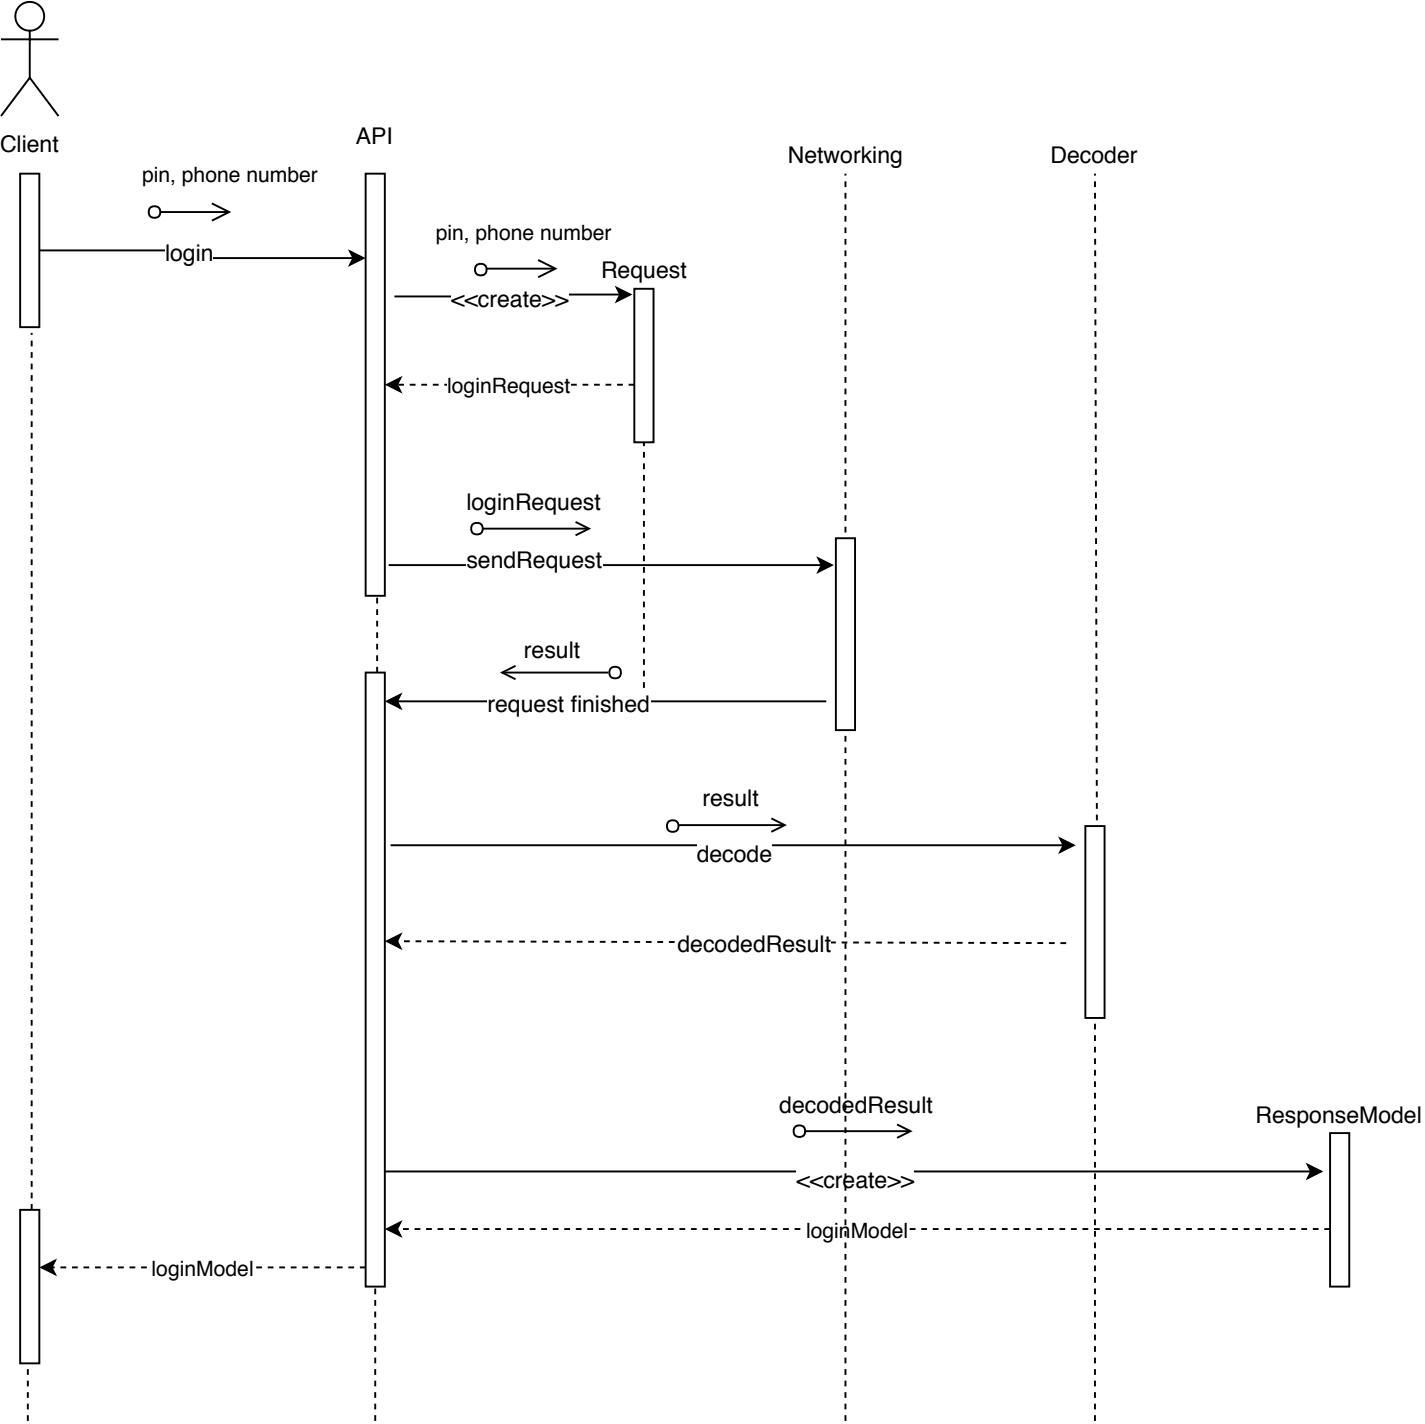 Client
API
Networking
Decoder
pin, phone number
login
pin, phone number
Request
<<create>>
loginRequest
loginRequest
sendRequest
result
request finished
result
decode
decodedResult
decodedResult
ResponseModel
<<create>>
loginModel
loginModel